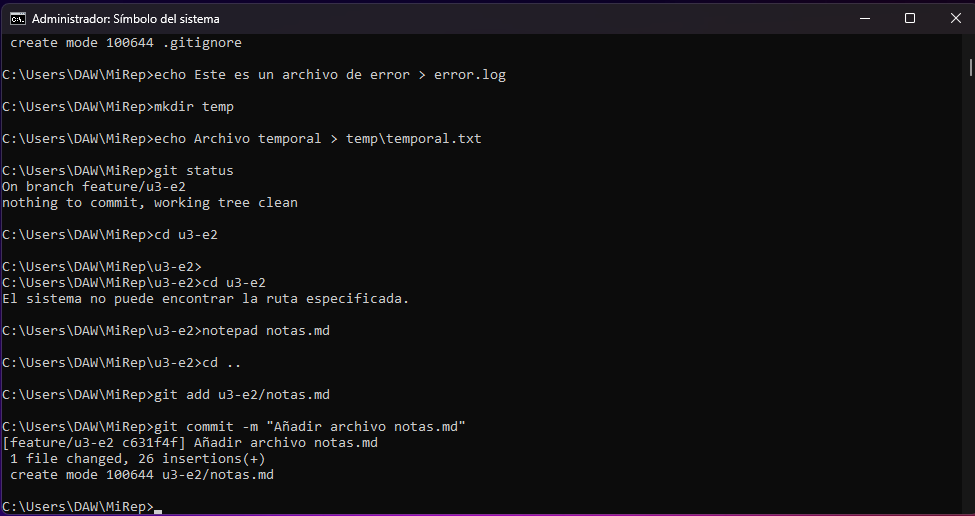 Administrador: Símbolo del sistema
create mode 100644 .gitignore
C:\Users\DAW\MiRep>echo Este es un archivo de error > error.log
C:\Users\DAW\MiRep>mkdir temp
C:\Users\DAW\MiRep>echo Archivo temporal > temp\temporal.txt
C:\Users\DAW\MiRep>git status
On branch feature/u3-e2
nothing to commit, working tree clean
C:\Users\DAW\MiRep>cd u3-e2
C:\Users\DAW\MiRep\u3-e2>
C:\Users\DAW\MiRep\u3-e2>cd u3-e2
El sistema no puede encontrar la ruta especificada.
C:\Users\DAW\MiRep\u3-e2>notepad notas.md
C:\Users\DAW\MiRep\u3-e2>cd ..
C:\Users\DAW\MiRep>git add u3-e2/notas.md
C:\Users\DAW\MiRep>git commit -m "Añadir archivo notas.md"
[feature/u3-e2 c631f4f] Añadir archivo notas.md
1 file changed, 26 insertions(+)
create mode 100644 u3-e2/notas.md
C:\Users\DAW\MiRep>